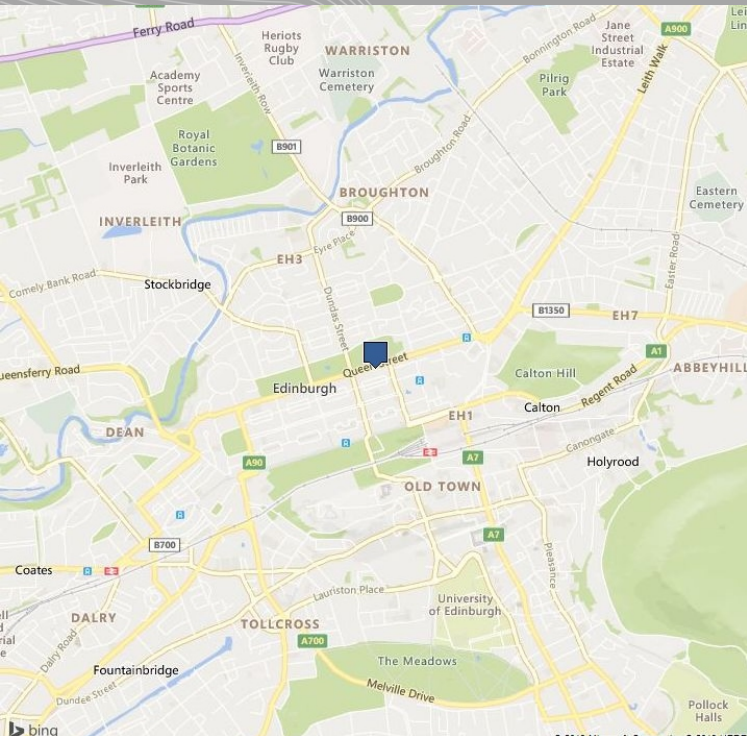 Ferry Road
Heriots
Rugby
Club
WARRISTON
Jane
Street
Industrial
Estate
A900
Academy
Sports
Centre
Inverleith Row
Warriston
Cemetery
Bonnington Road
Pilrig
Park
Leith Walk
Royal
Botanic
Gardens
B901
Broughton Road
Inverleith
Park
BROUGHTON
Eastern
Cemetery
INVERLEITH
B900
Eyre Place
EH3
Easter Road
Comely Bank Road
Stockbridge
Dundas Street
B1350
EH7
A1
ueensferry Road
Edinburgh
Calton Hill
Regent Road
ABBEYHILL
EH1
Calton
DEAN
Canongate
A90
A7
Holyrood
OLD TOWN
A7
B700
Pleasance
Coates
Lauriston Place
University
of Edinburgh
DALRY
TOLLCROSS
A700
Dalry Road
Fountainbridge
The Meadows
Melville Drive
Dundee Street
Pollock
Halls
bing